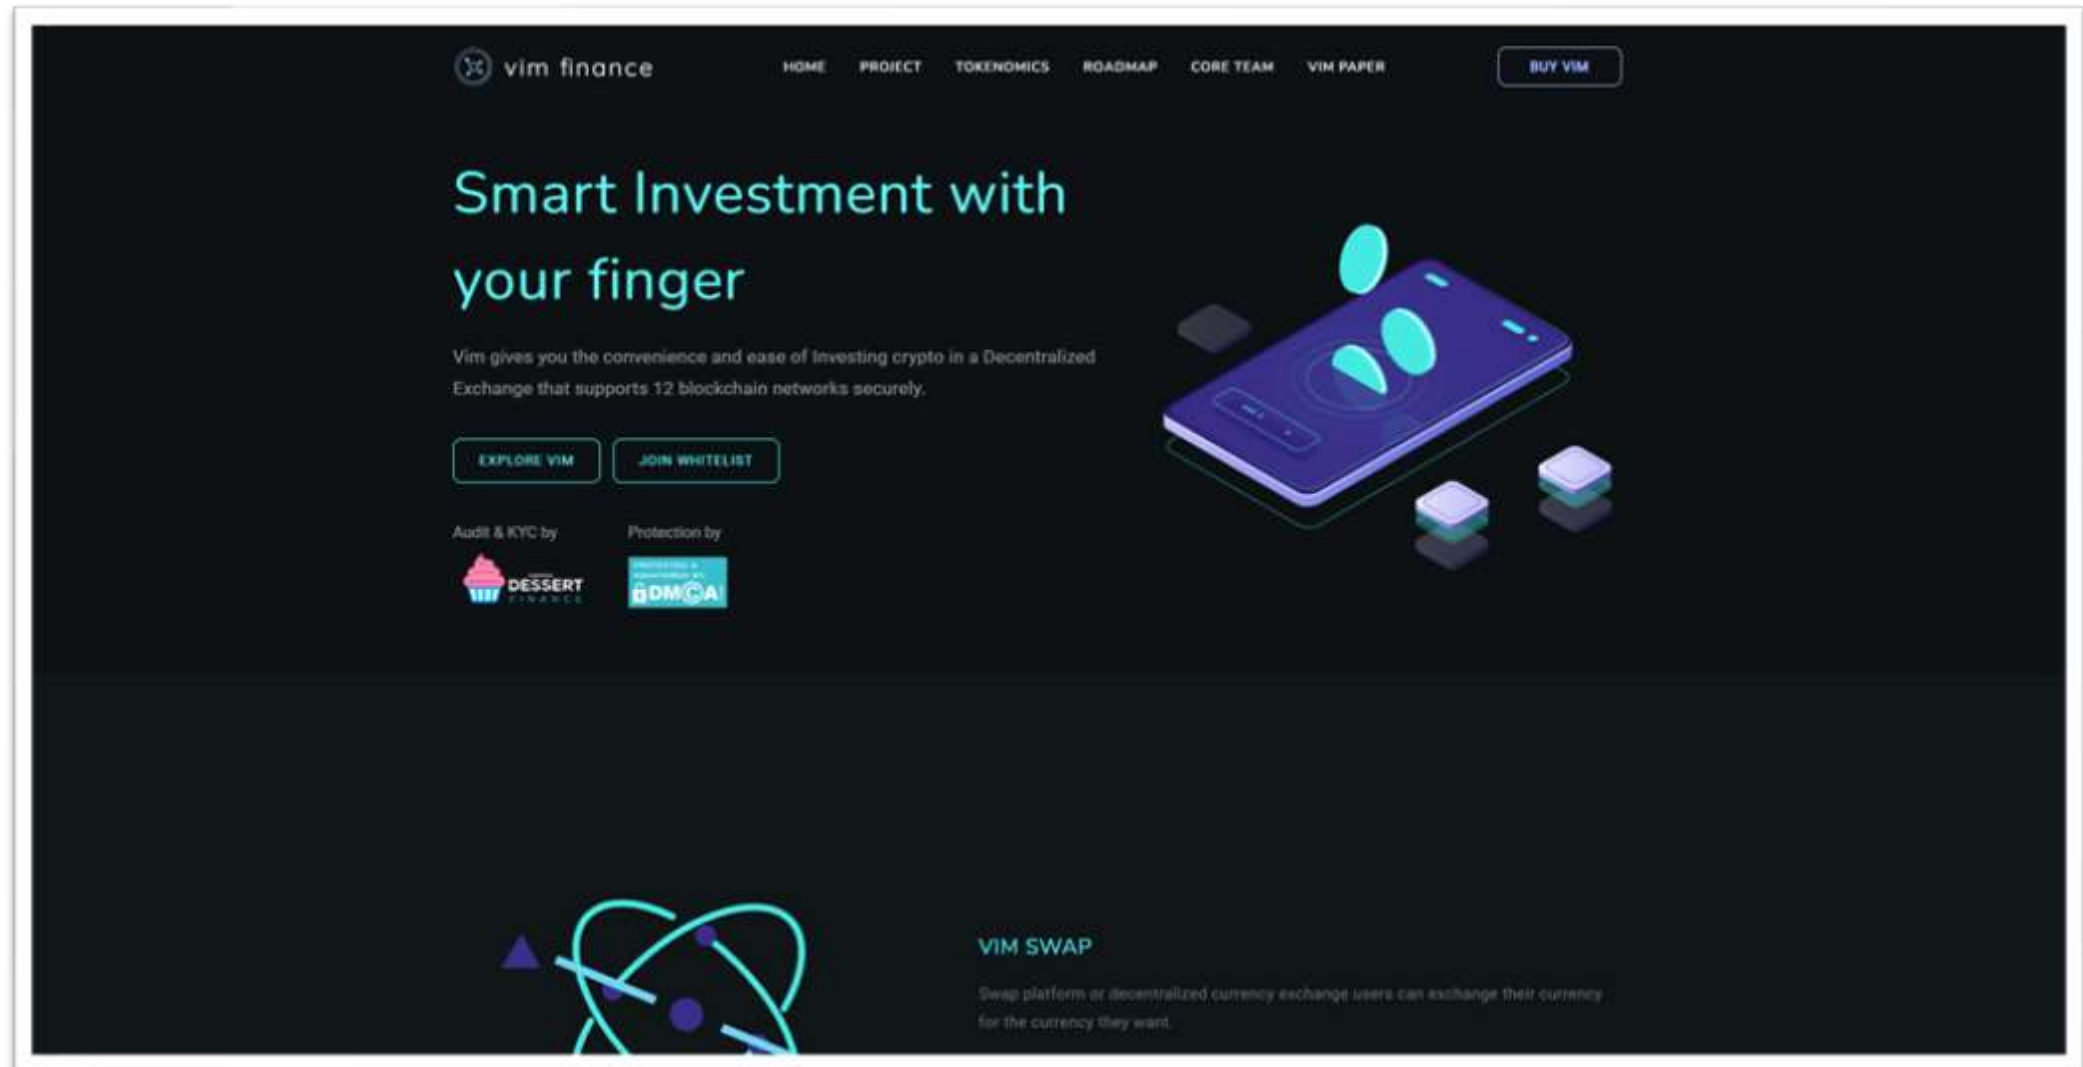 vim finance
HOME PROJECT TOKENOMICS ROADMAP CORE TEAM VIM PAPER
BUY VIM
Smart Investment with
your finger
Vim gives you the convenience and ease of Investing crypto in a Decentralized
Exchange that supports 12 blockchain networks securely.
EXPLORE VIM JOIN WHITELIST
Audit & KYC by Protection by
DESSERT
FINANCE
DMCA
VIM SWAP
Swap platform or decentralized currency exchange users can exchange their currency
for the currency they want.